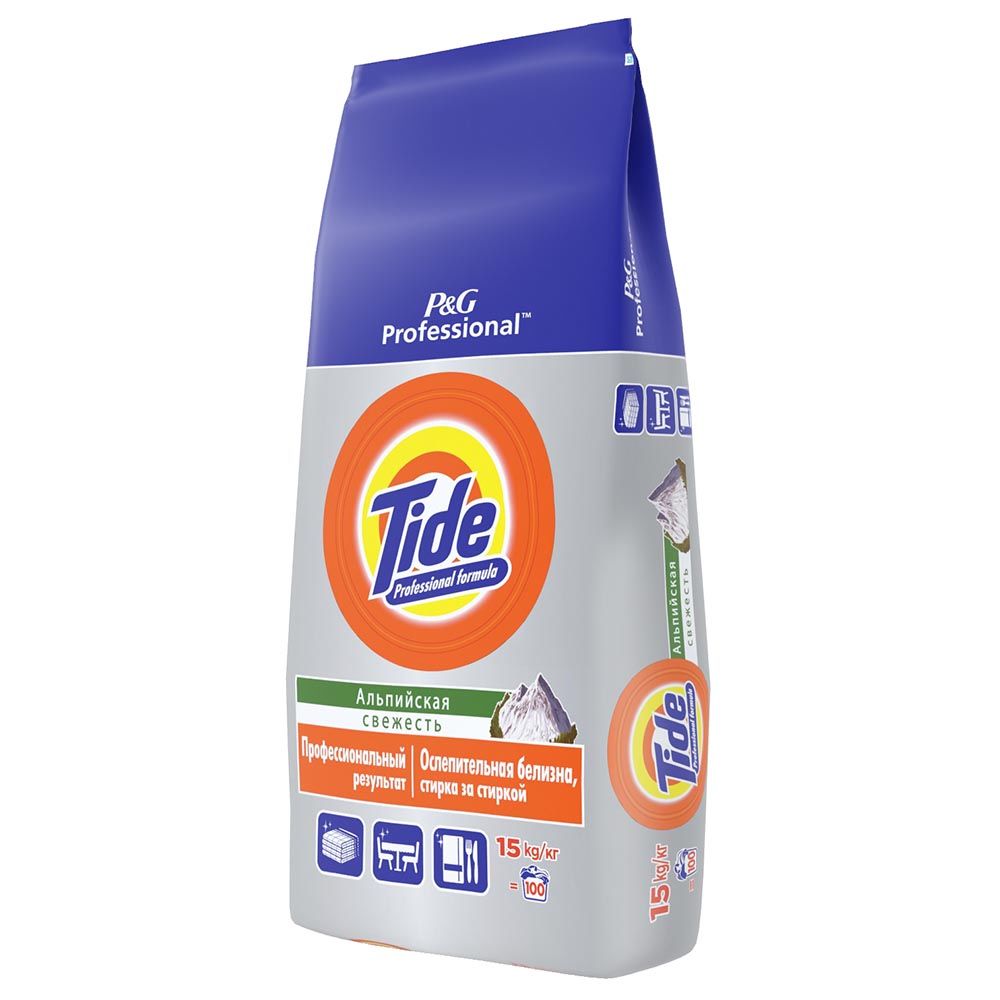 P&G
Professional™
Tide
Professional formula
Альпийская
свежесть
Профессиональный
результат
Ослепительная белизна,
стирка за стиркой
15 kg/кг
= 100
P&G
Professional
Альпийская
свежесть
Tide
Professional formula
15 kg/кг
= 100